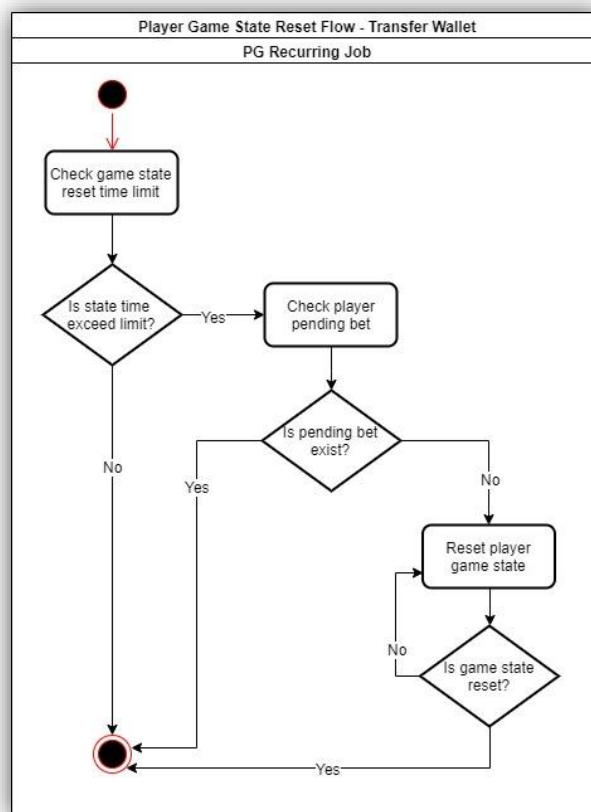 Player Game State Reset Flow - Transfer Wallet
PG Recurring Job
Check game state
reset time limit
Is state time
exceed limit?
Yes
Check player
pending bet
Is pending bet
exist?
No
Yes
No
Reset player
game state
No
Is game state
reset?
Yes